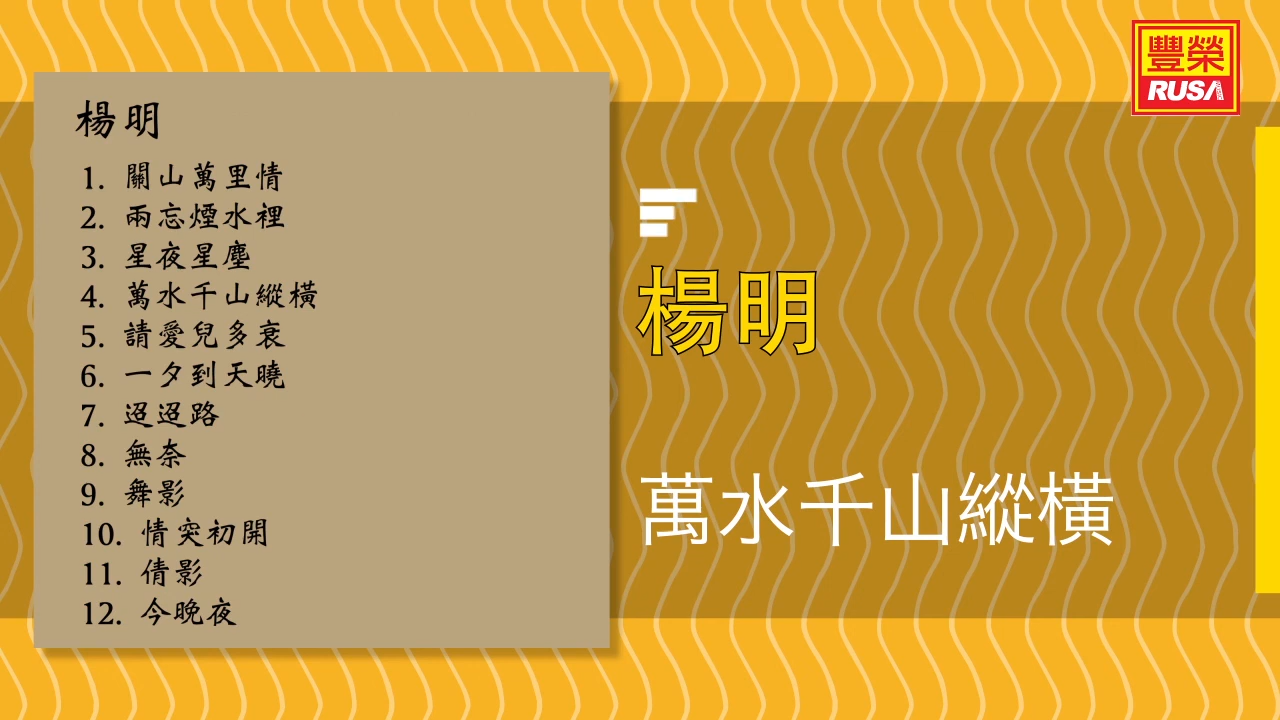 楊明
1. 關山萬里情
2. 兩忘煙水裡
3. 星夜星塵
4. 萬水千山縱橫
5. 請愛兒多衰
6. 一夕到天曉
7. 迢迢路
8. 無奈
9. 舞影
10. 情突初開
11. 倩影
12. 今晚夜
豐榮
RUSA
楊明
萬水千山縱橫